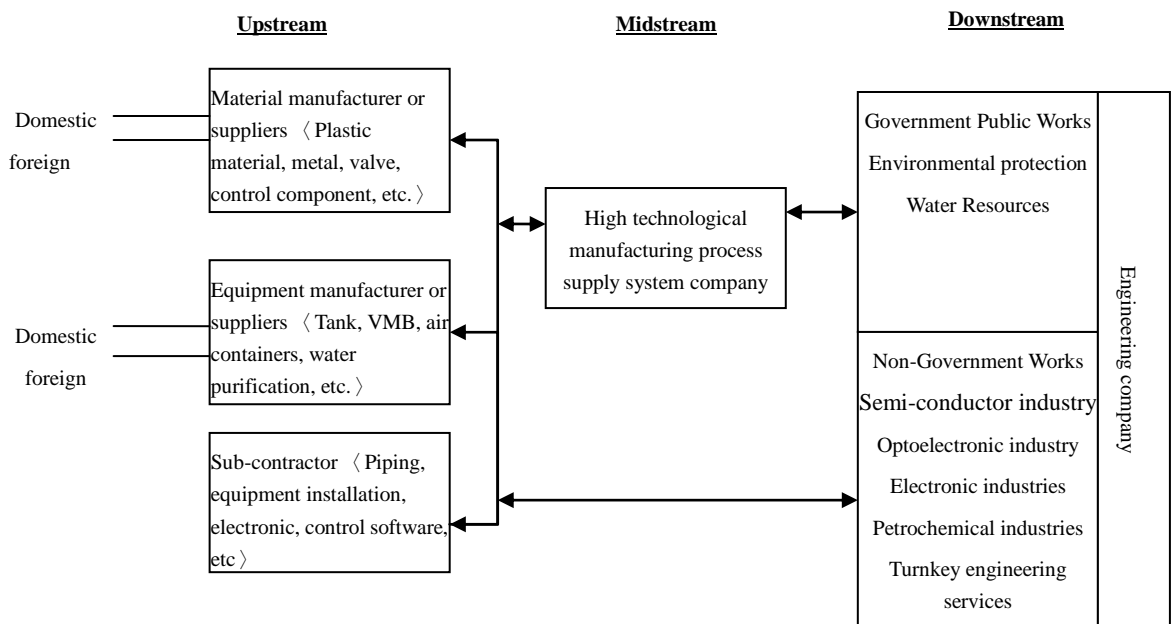 Upstream
Midstream
Downstream
Domestic
foreign
Material manufacturer or
suppliers 〈Plastic
material, metal, valve,
control component, etc.〉
Domestic
foreign
Equipment manufacturer or
suppliers 〈Tank, VMB, air
containers, water
purification, etc.〉
Sub-contractor 〈Piping,
equipment installation,
electronic, control software,
etc〉
High technological
manufacturing process
supply system company
Government Public Works
Environmental protection
Water Resources
Non-Government Works
Semi-conductor industry
Optoelectronic industry
Electronic industries
Petrochemical industries
Turnkey engineering
services
Engineering company